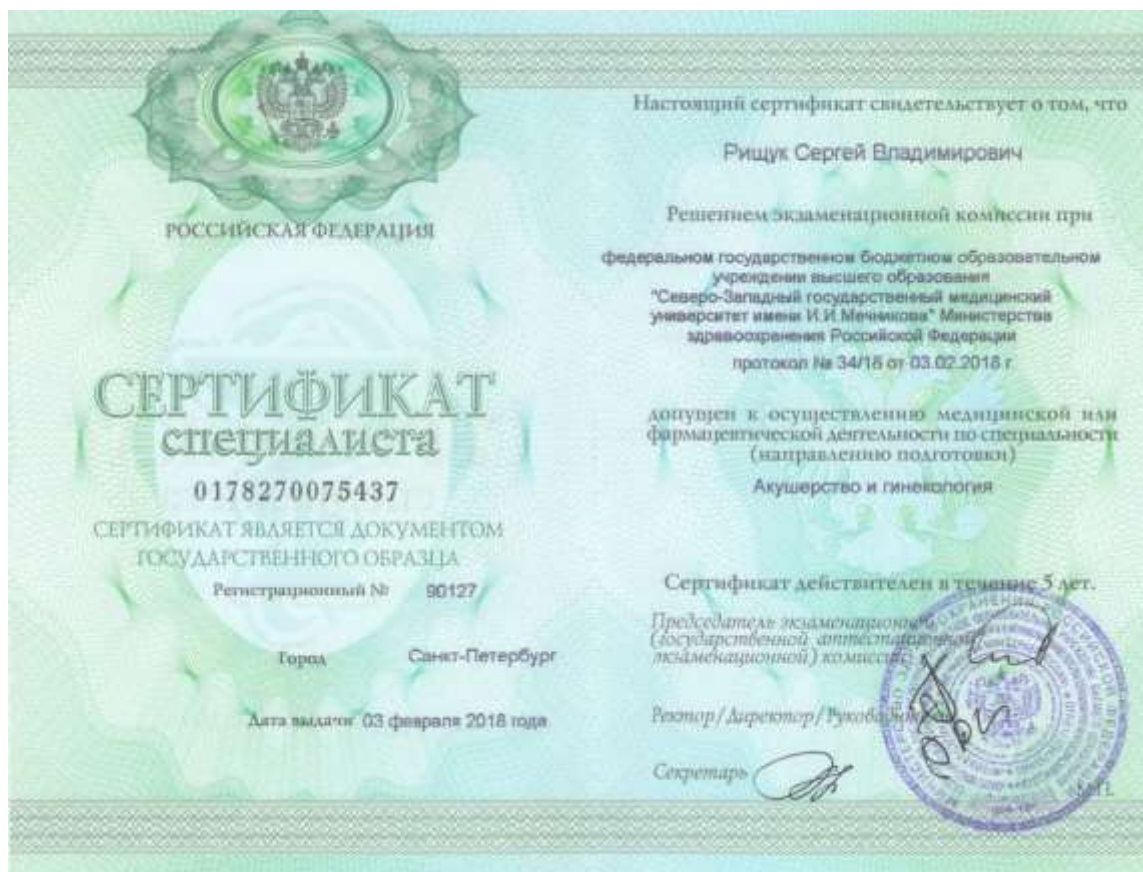 РОССИЙСКАЯ ФЕДЕРАЦИЯ
СЕРТИФИКАТ
специалиста
0178270075437
СЕРТИФИКАТ ЯВЛЯЕТСЯ ДОКУМЕНТОМ
ГОСУДАРСТВЕННОГО ОБРАЗЦА
Регистрационный № 90127
Город Санкт-Петербург
Дата выдачи 03 февраля 2018 года
Настоящий сертификат свидетельствует о том, что
Рищук Сергей Владимирович
Решением экзаменационной комиссии при
федеральном государственном бюджетном образовательном
учреждении высшего образования
"Северо-Западный государственный медицинский
университет имени И.И Мечникова" Министерства
здравоохранения Российской Федерации
протокол № 34/18 от 03.02.2018 г.
допущен к осуществлению медицинской или
фармацевтической деятельности по специальности
(направлению подготовки)
Акушерство и гинекология
Сертификат действителен в течение 5 лет.
Председатель экзаменационной
(государственной аттестационной
экзаменационной) комиссии
Ректор/Директор/Руководитель
Секретарь
М.П.